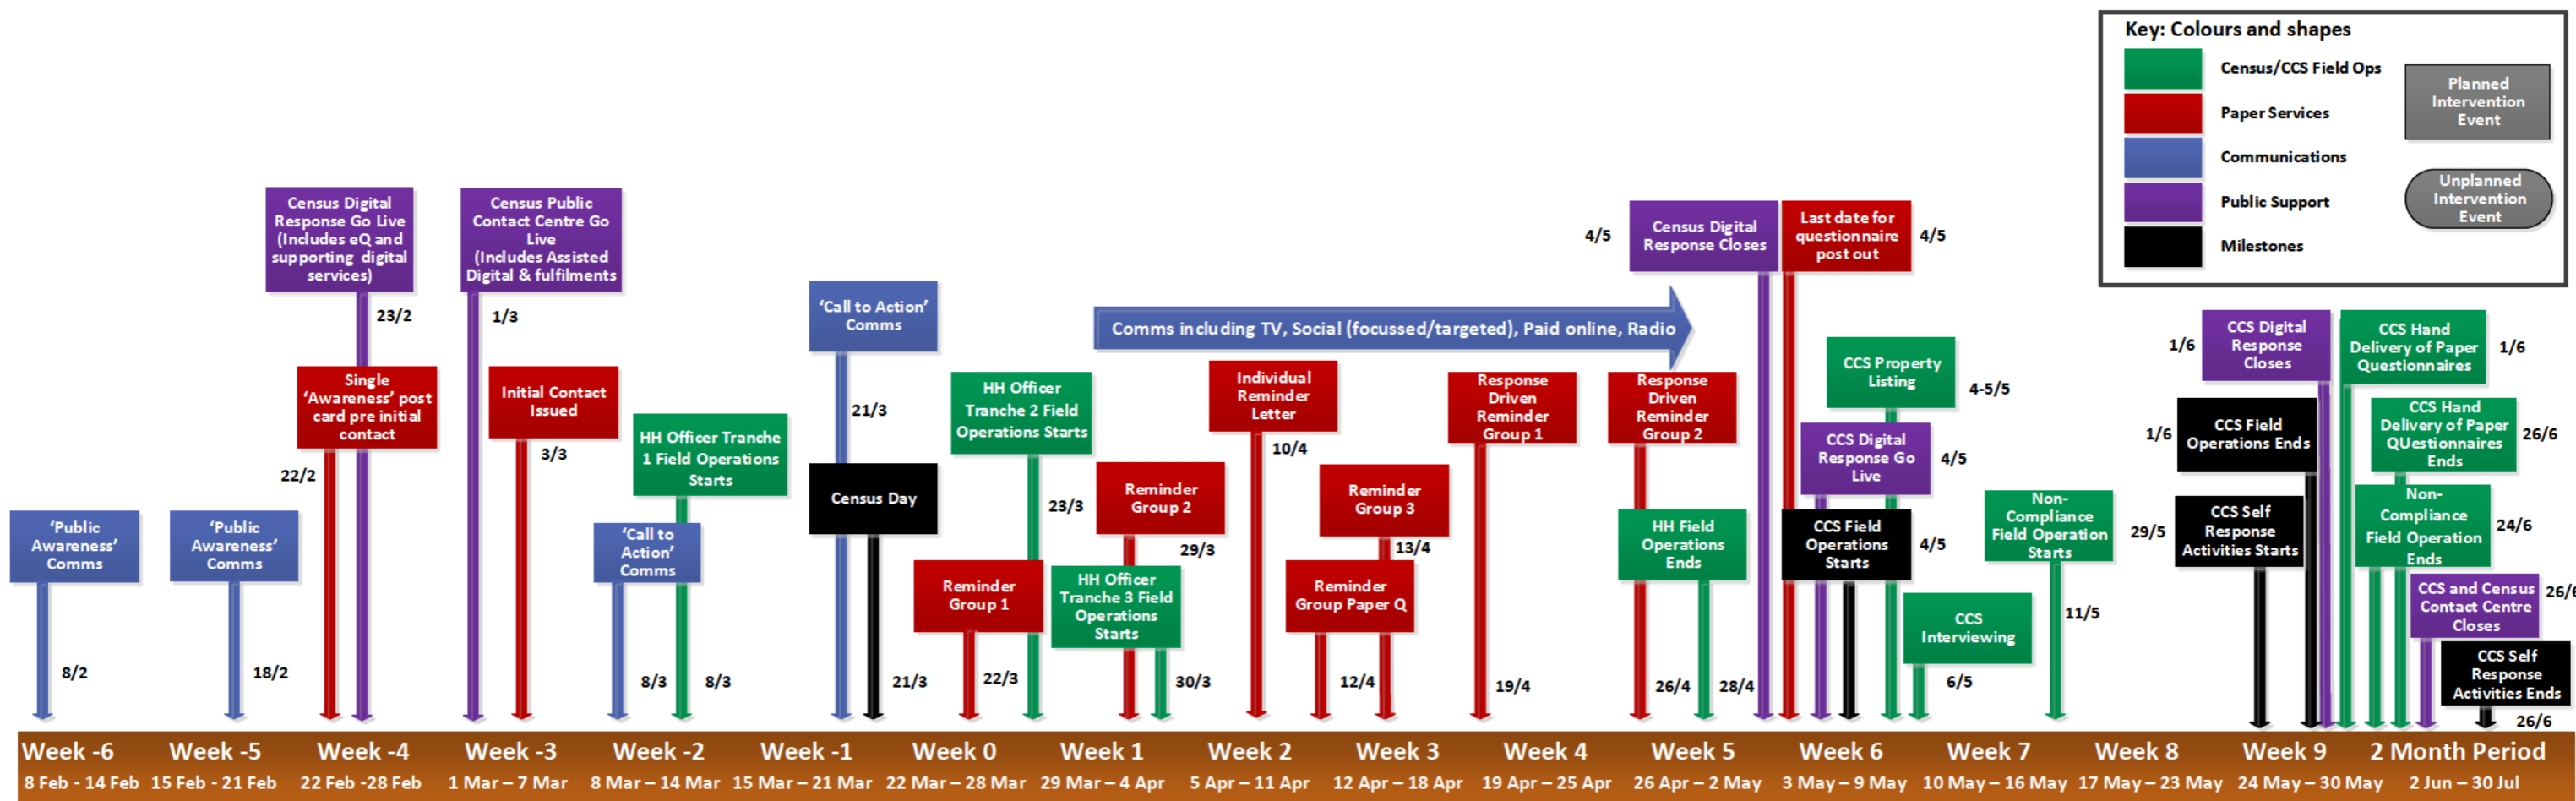 Key: Colours and shapes
Census/CCS Field Ops
Paper Services
Communications
Public Support
Milestones
Planned
Intervention
Event
Unplanned
Intervention
Event
'Public
Awareness'
Comms
8/2
'Public
Awareness'
Comms
18/2
Census Digital
Response Go Live
(Includes eQ and
supporting digital
services)
23/2
Single
'Awareness' post
card pre initial
contact
22/2
Census Public
Contact Centre Go
Live
(Includes Assisted
Digital & fulfilments
1/3
Initial Contact
Issued
3/3
HH Officer Tranche
1 Field Operations
Starts
8/3
'Call to
Action'
Comms
8/3
'Call to Action'
Comms
21/3
Census Day
21/3
HH Officer
Tranche 2 Field
Operations Starts
23/3
Reminder
Group 1
22/3
Comms including TV, Social (focussed/targeted), Paid online, Radio
Reminder
Group 2
29/3
HH Officer
Tranche 3 Field
Operations
Starts
30/3
Individual
Reminder
Letter
10/4
Reminder
Group 3
13/4
Reminder
Group Paper Q
12/4
Response
Driven
Reminder
Group 1
19/4
Response
Driven
Reminder
Group 2
26/4
HH Field
Operations
Ends
28/4
4/5
Census Digital
Response Closes
Last date for
questionnaire
post out
4/5
CCS Property
Listing
4-5/5
CCS Digital
Response Go
Live
4/5
CCS Field
Operations
Starts
4/5
CCS
Interviewing
6/5
Non-
Compliance
Field Operation
Starts
11/5
1/6
CCS Digital
Response
Closes
CCS Hand
Delivery of Paper
Questionnaires
1/6
1/6
CCS Field
Operations Ends
CCS Hand
Delivery of Paper
QUestionnaires
Ends
26/6
29/5
CCS Self
Response
Activities Starts
Non-
Compliance
Field Operation
Ends
24/6
CCS and Census
Contact Centre
Closes
26/6
CCS Self
Response
Activities Ends
26/6
Week -6
8 Feb - 14 Feb
Week -5
15 Feb - 21 Feb
Week -4
22 Feb -28 Feb
Week -3
1 Mar – 7 Mar
Week -2
8 Mar – 14 Mar
Week -1
15 Mar – 21 Mar
Week 0
22 Mar – 28 Mar
Week 1
29 Mar – 4 Apr
Week 2
5 Apr – 11 Apr
Week 3
12 Apr – 18 Apr
Week 4
19 Apr – 25 Apr
Week 5
26 Apr – 2 May
Week 6
3 May – 9 May
Week 7
10 May – 16 May
Week 8
17 May – 23 May
Week 9
24 May – 30 May
2 Month Period
2 Jun – 30 Jul